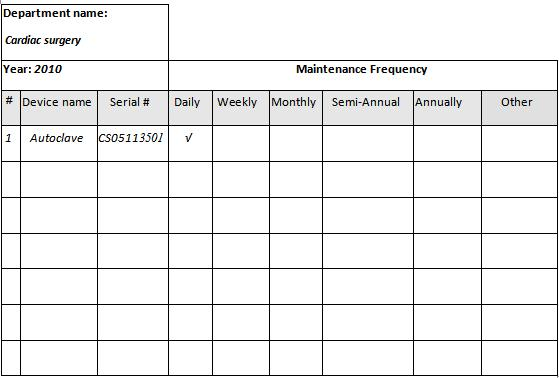 Department name:
Cardiac surgery
Year: 2010 Maintenance Frequency
# Device name Serial # Daily Weekly Monthly Semi-Annual Annually Other
1 Autoclave CS05113501 √